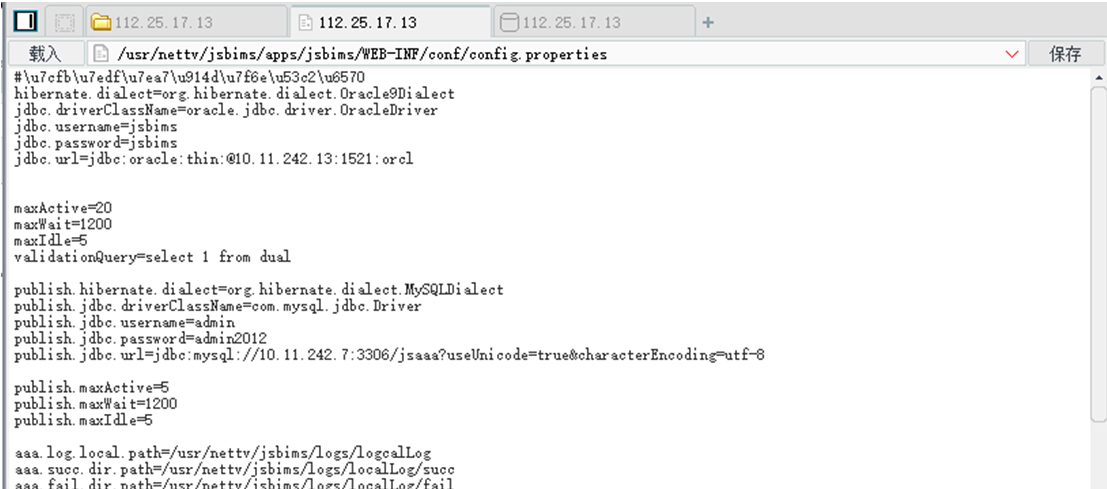 112.25.17.13
112.25.17.13
112.25.17.13
+
载入
/usr/nettv/jsbims/apps/jsbims/WEB-INF/conf/config.properties
保存
#\u7cfb\u7edf\u7ea7\u914d\u7f6e\u53c2\u6570
hibernate.dialect=org.hibernate.dialect.Oracle9Dialect
jdbc.driverClassName=oracle.jdbc.driver.OracleDriver
jdbc.username=jsbims
jdbc.password=jsbims
jdbc.url=jdbc:oracle:thin:@10.11.242.13:1521:orcl
maxActive=20
maxWait=1200
maxIdle=5
validationQuery=select 1 from dual
publish.hibernate.dialect=org.hibernate.dialect.MySQLDialect
publish.jdbc.driverClassName=com.mysql.jdbc.Driver
publish.jdbc.username=admin
publish.jdbc.password=admin2012
publish.jdbc.url=jdbc:mysql://10.11.242.7:3306/jsaaa?useUnicode=true&characterEncoding=utf-8
publish.maxActive=5
publish.maxWait=1200
publish.maxIdle=5
aaa.log.local.path=/usr/nettv/jsbims/logs/logcalLog
aaa.succ.dir.path=/usr/nettv/jsbims/logs/localLog/succ
aaa.fail.dir.path=/usr/nettv/jsbims/logs/localLog/fail